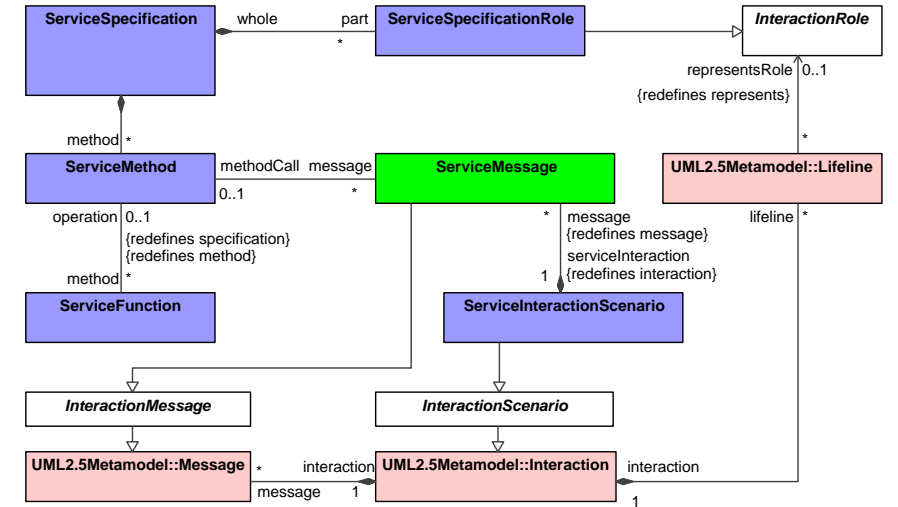 ServiceSpecification
whole
part
*
ServiceSpecificationRole
InteractionRole
representsRole 0..1
{redefines represents}
method *
*
ServiceMethod
methodCall message
0..1
*
ServiceMessage
UML2.5Metamodel::Lifeline
operation 0..1
{redefines specification}
{redefines method}
method *
* message
{redefines message}
serviceInteraction
1 {redefines interaction}
lifeline *
ServiceFunction
ServiceInteractionScenario
InteractionMessage
InteractionScenario
UML2.5Metamodel::Message
*
message
interaction
1
UML2.5Metamodel::Interaction
interaction
1